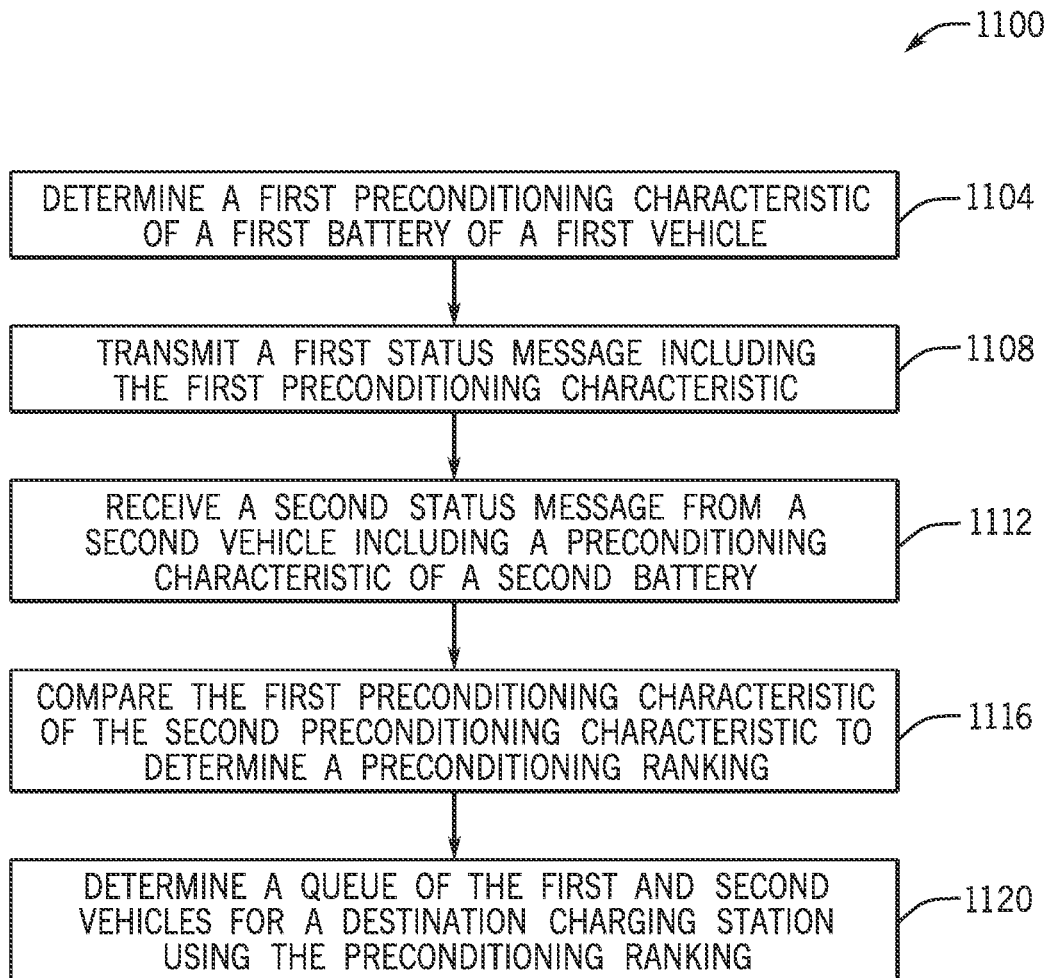 1100
DETERMINE A FIRST PRECONDITIONING CHARACTERISTIC
OF A FIRST BATTERY OF A FIRST VEHICLE
1104
TRANSMIT A FIRST STATUS MESSAGE INCLUDING
THE FIRST PRECONDITIONING CHARACTERISTIC
1108
RECEIVE A SECOND STATUS MESSAGE FROM A
SECOND VEHICLE INCLUDING A PRECONDITIONING
CHARACTERISTIC OF A SECOND BATTERY
1112
COMPARE THE FIRST PRECONDITIONING CHARACTERISTIC
OF THE SECOND PRECONDITIONING CHARACTERISTIC TO
DETERMINE A PRECONDITIONING RANKING
1116
DETERMINE A QUEUE OF THE FIRST AND SECOND
VEHICLES FOR A DESTINATION CHARGING STATION
USING THE PRECONDITIONING RANKING
1120